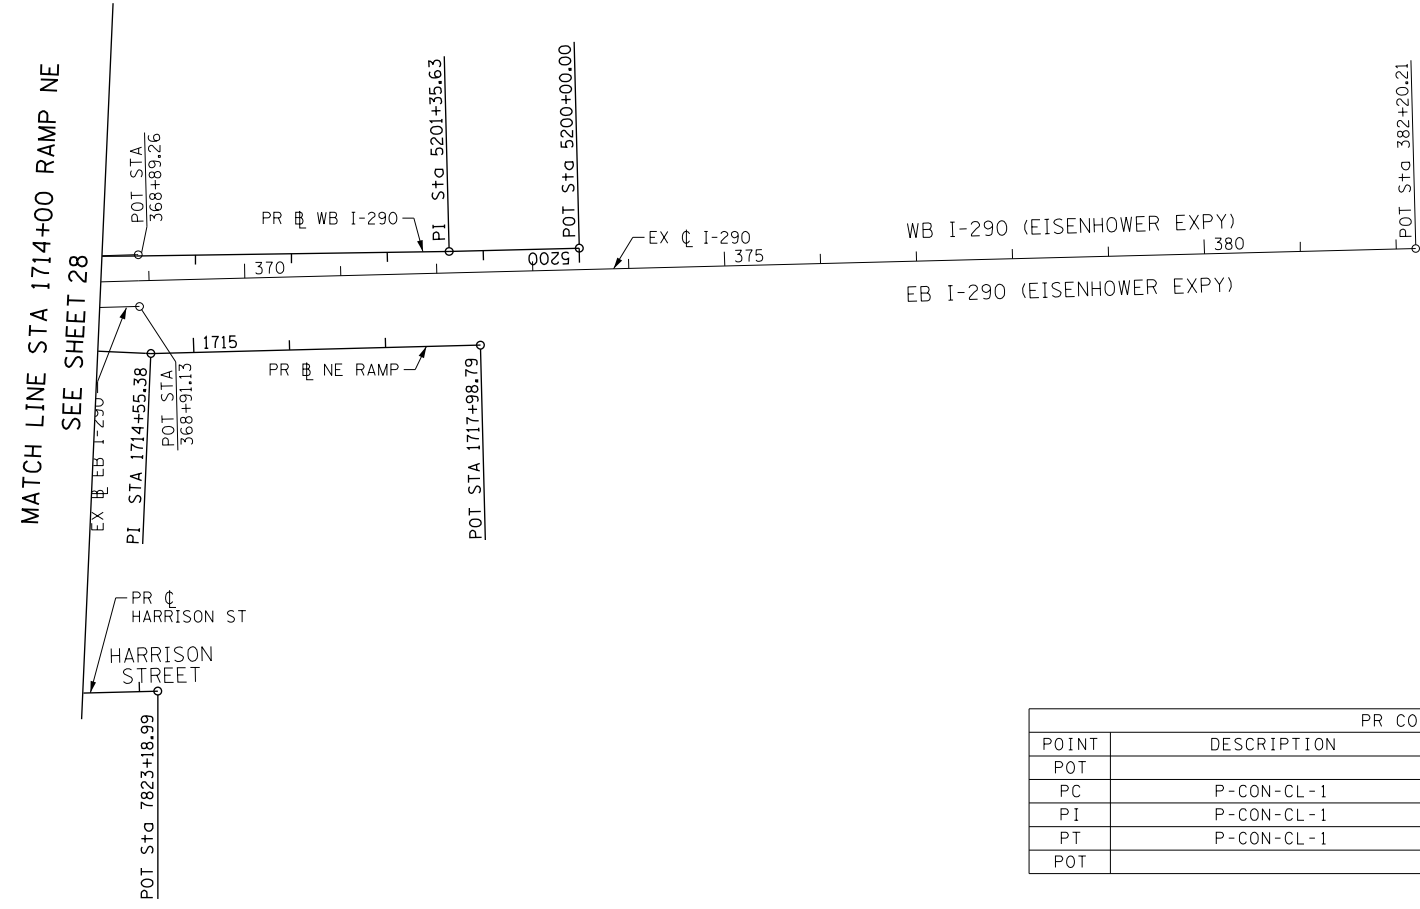 MATCH LINE STA 1714+00 RAMP NE
SEE SHEET 28
POT STA
368+89.26
PR ⅊ WB I-290
PI Sta 5201+35.63
POT Sta 5200+00.00
EX ℄ I-290
WB I-290 (EISENHOWER EXPY)
POT Sta 382+20.21
370
5200
375
380
EB I-290 (EISENHOWER EXPY)
1715
PR ⅊ NE RAMP
EX ⅊ EB I-290
PI STA 1714+55.38
POT STA
368+91.13
POT STA 1717+98.79
PR ℄
HARRISON ST
HARRISON
STREET
POT Sta 7823+18.99
PR CO
POINT DESCRIPTION
POT
PC P-CON-CL-1
PI P-CON-CL-1
PT P-CON-CL-1
POT